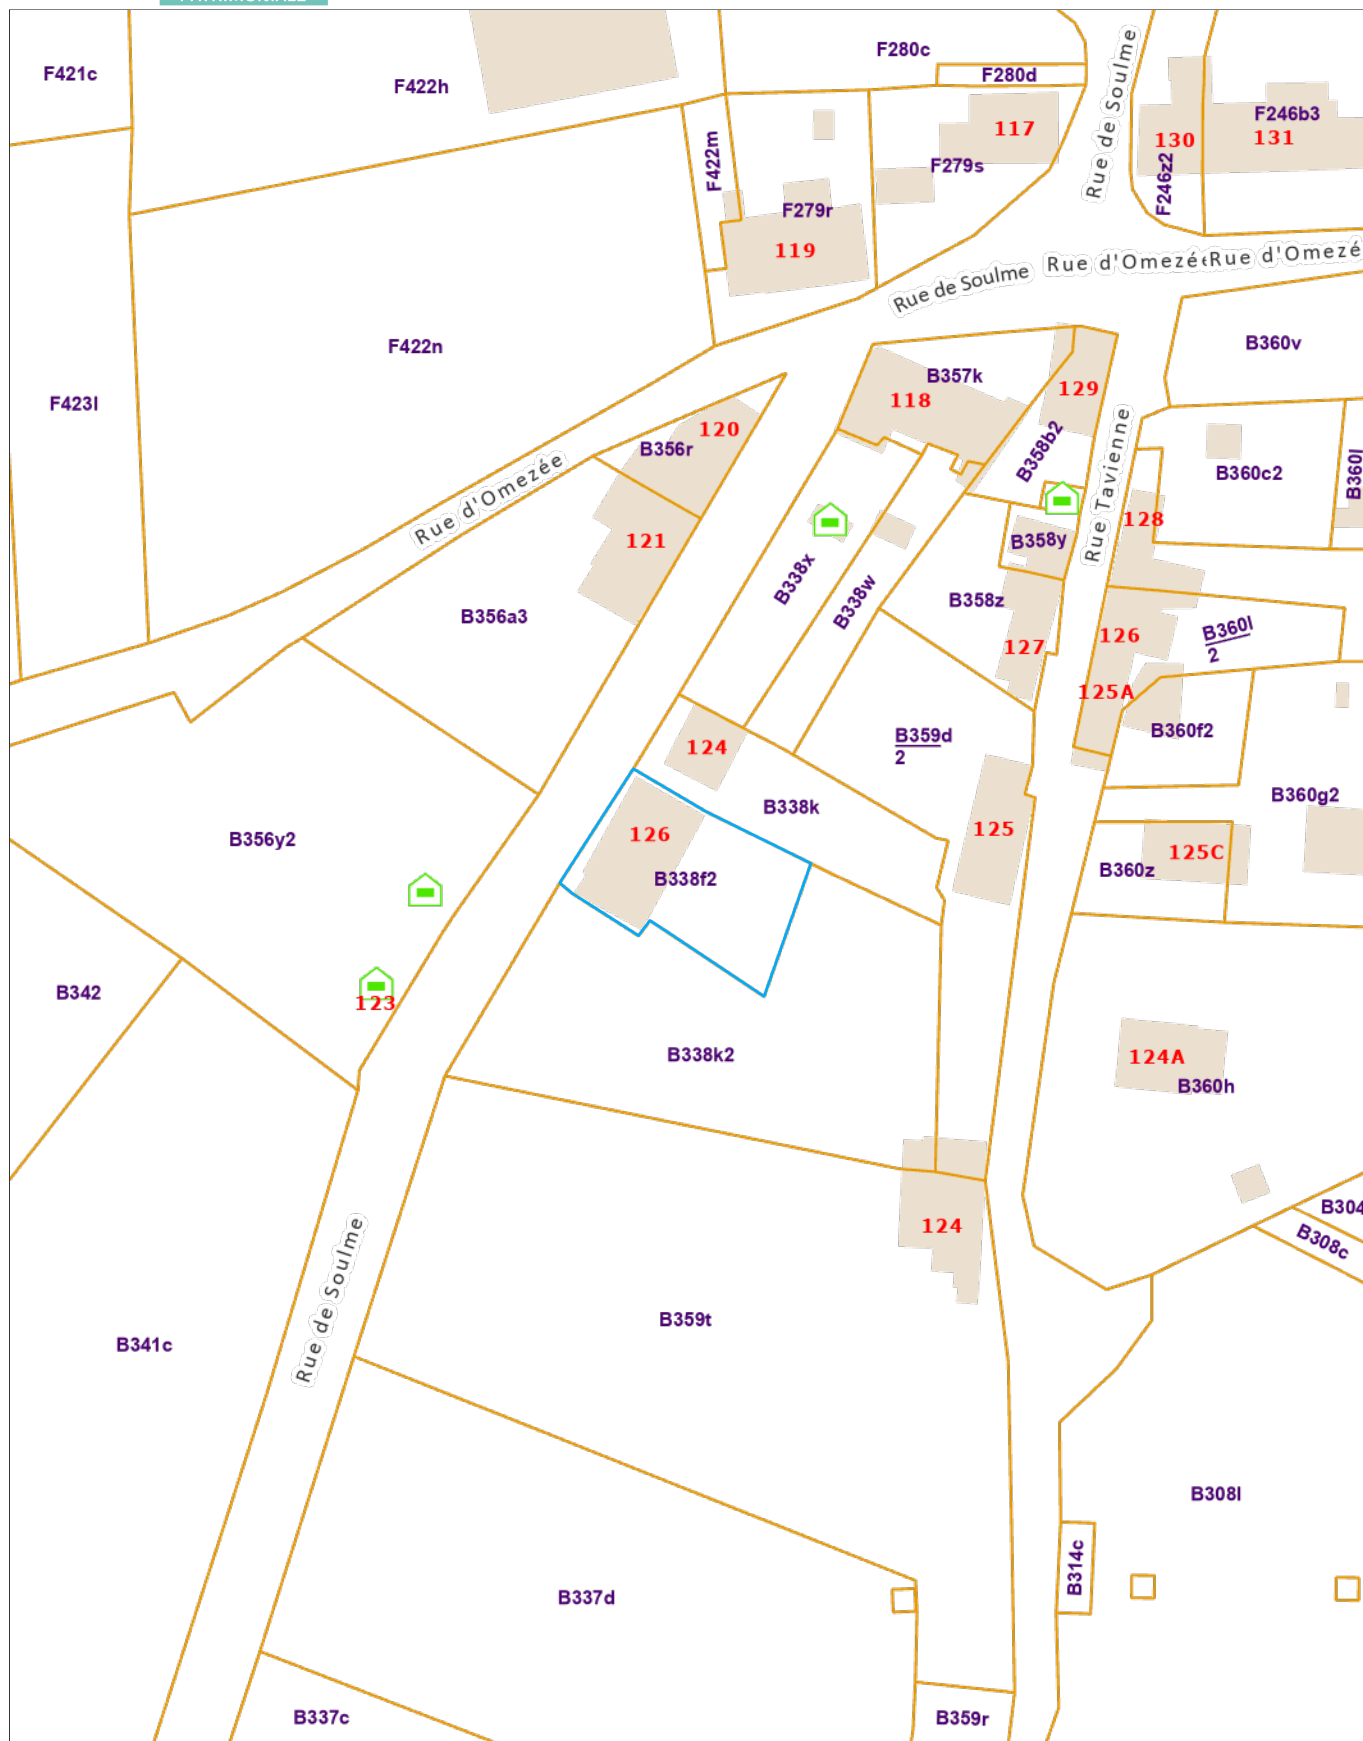 F421c
F422h
F280c
F280d
117
F279s
F422m
F279r
119
Rue de Soulme
130
F246z2
F246b3
131
Rue de Soulme
Rue d'Omezée
Rue d'Omezé
F422n
F423l
B360v
B357k
118
129
B358b2
120
B356r
Rue d'Omezée
121
Rue Tavienne
B360c2
B360l
128
B358y
B338x
B338w
B358z
B356a3
127
126
B360l
2
125A
B360f2
124
B359d
2
B360g2
B338k
126
125
B356y2
B338f2
125C
B360z
123
B342
B338k2
124A
B360h
B304
B308c
124
Rue de Soulme
B359t
B341c
B308l
B314c
B337d
B337c
B359r